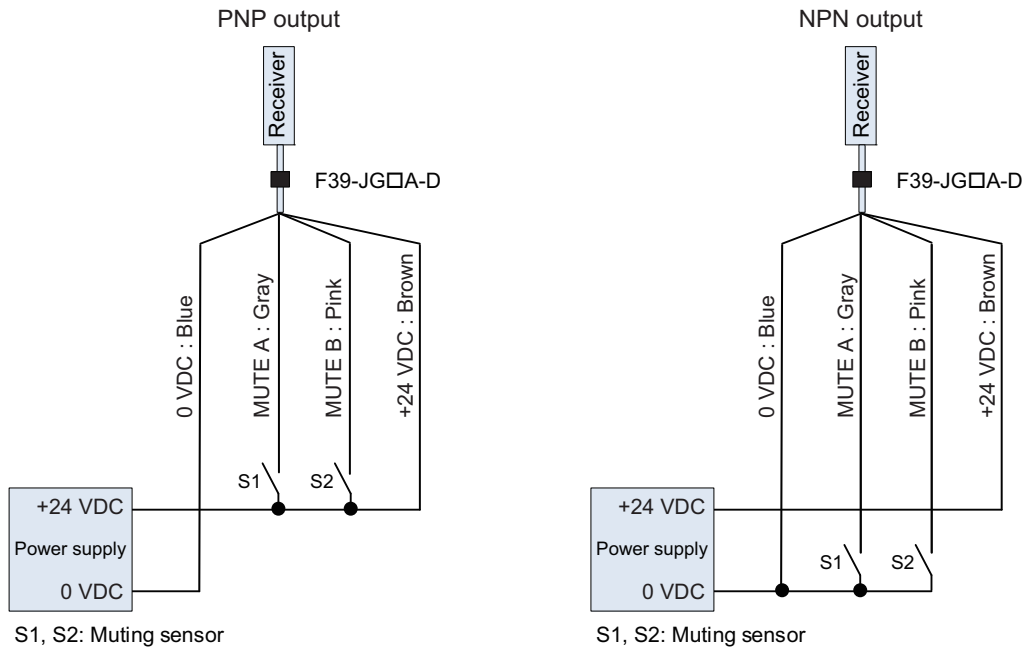 PNP output
Receiver
F39-JG□A-D
0 VDC : Blue
MUTE A : Gray
MUTE B : Pink
+24 VDC : Brown
S1
S2
+24 VDC
Power supply
0 VDC
S1, S2: Muting sensor
NPN output
Receiver
F39-JG□A-D
0 VDC : Blue
MUTE A : Gray
MUTE B : Pink
+24 VDC : Brown
+24 VDC
Power supply
0 VDC
S1
S2
S1, S2: Muting sensor